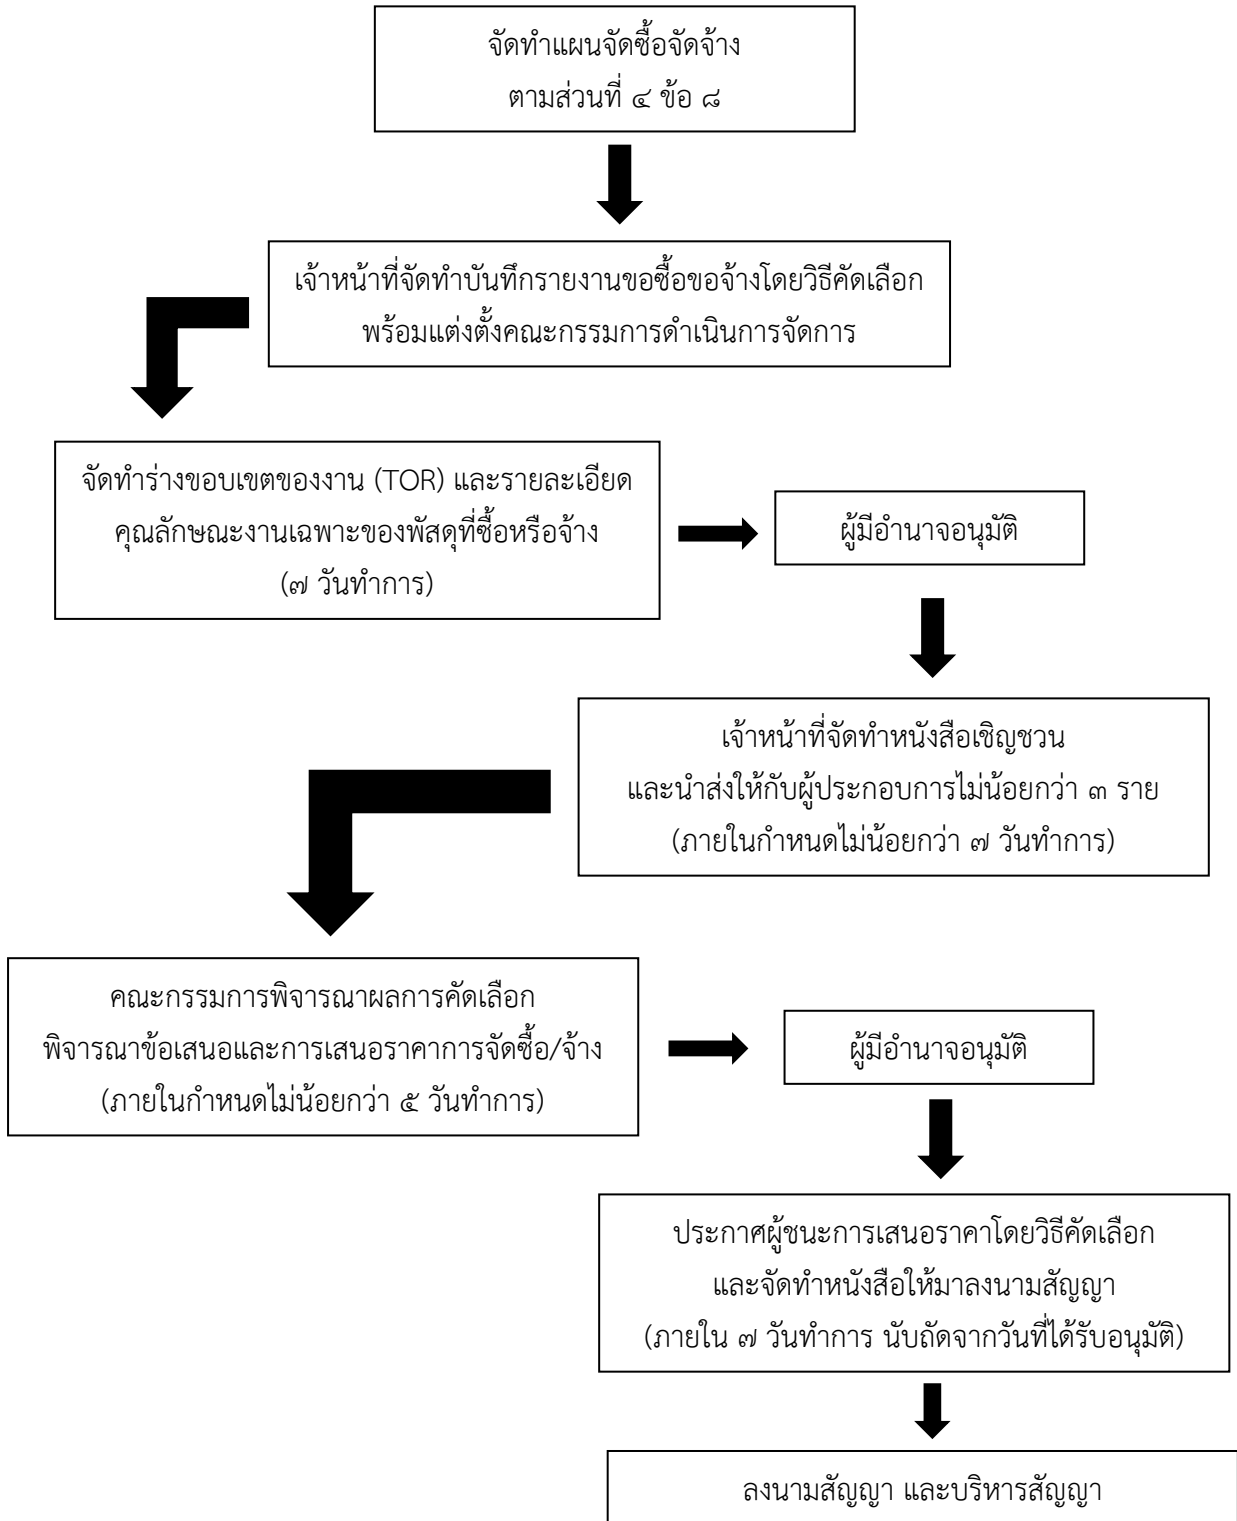 จัดทำแผนจัดซื้อจัดจ้าง
ตามส่วนที่ ๔ ข้อ ๘
เจ้าหน้าที่จัดทำบันทึกรายงานขอซื้อขอจ้างโดยวิธีคัดเลือก
พร้อมแต่งตั้งคณะกรรมการดำเนินการจัดการ
จัดทำร่างขอบเขตของงาน (TOR) และรายละเอียด
คุณลักษณะงานเฉพาะของพัสดุที่ซื้อหรือจ้าง
(๗ วันทำการ)
ผู้มีอำนาจอนุมัติ
เจ้าหน้าที่จัดทำหนังสือเชิญชวน
และนำส่งให้กับผู้ประกอบการไม่น้อยกว่า ๓ ราย
(ภายในกำหนดไม่น้อยกว่า ๗ วันทำการ)
คณะกรรมการพิจารณาผลการคัดเลือก
พิจารณาข้อเสนอและการเสนอราคาการจัดซื้อ/จ้าง
(ภายในกำหนดไม่น้อยกว่า ๕ วันทำการ)
ผู้มีอำนาจอนุมัติ
ประกาศผู้ชนะการเสนอราคาโดยวิธีคัดเลือก
และจัดทำหนังสือให้มาลงนามสัญญา
(ภายใน ๗ วันทำการ นับถัดจากวันที่ได้รับอนุมัติ)
ลงนามสัญญา และบริหารสัญญา